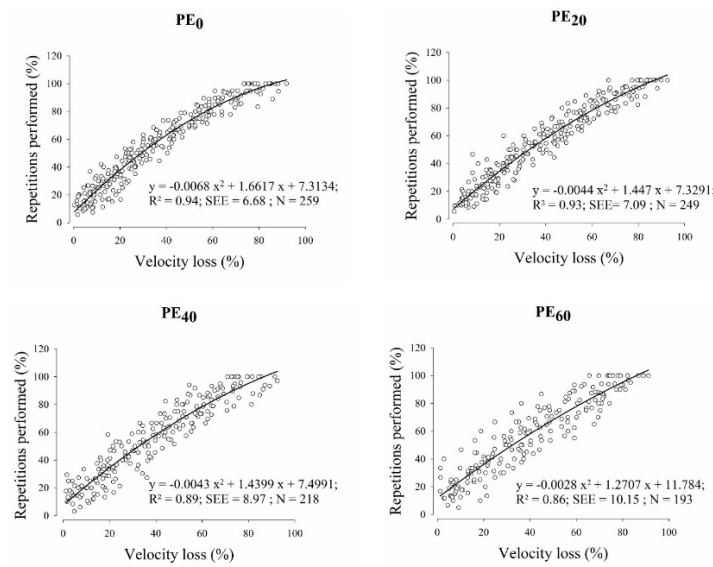 PE0
PE20
120
100
80
60
40
20
0
Repetitions performed (%)
y = -0.0068 x² + 1.6617 x + 7.3134;
R² = 0.94; SEE = 6.68 ; N = 259
0 20 40 60 80 100
Velocity loss (%)
120
100
80
60
40
20
0
Repetitions performed (%)
y = -0.0044 x² + 1.447 x + 7.3291;
R³ = 0.93; SEE= 7.09 ; N = 249
0 20 40 60 80 100
Velocity loss (%)
PE40
PE60
120
100
80
60
40
20
0
Repetitions performed (%)
y = -0.0043 x² + 1.4399 x + 7.4991;
R² = 0.89; SEE = 8.97 ; N = 218
0 20 40 60 80 100
Velocity loss (%)
120
100
80
60
40
20
0
Repetitions performed (%)
y = -0.0028 x² + 1.2707 x + 11.784;
R² = 0.86; SEE = 10.15 ; N = 193
0 20 40 60 80 100
Velocity loss (%)